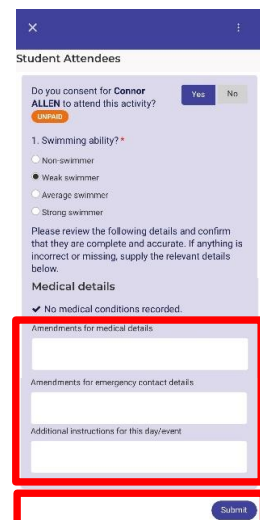 Student Attendees
Do you consent for Connor
ALLEN to attend this activity?
Yes
No
UNPAID
1. Swimming ability? *
Non-swimmer
Weak swimmer
Average swimmer
Strong swimmer
Please review the following details and confirm
that they are complete and accurate. If anything is
incorrect or missing, supply the relevant details
below.
Medical details
✔ No medical conditions recorded.
Amendments for medical details
Amendments for emergency contact details
Additional instructions for this day/event
Submit